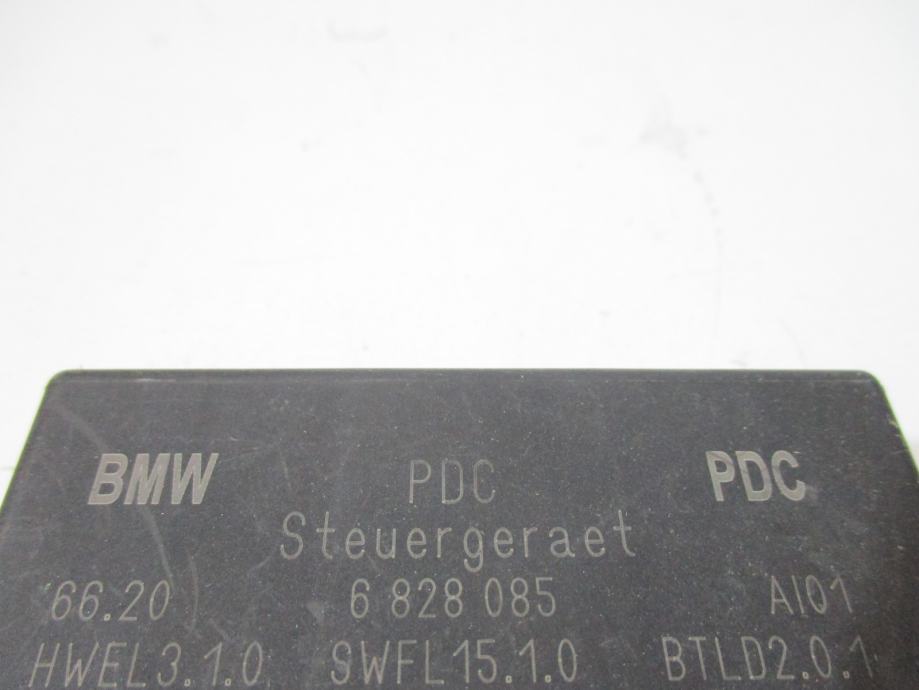 BMW PDC PDC
Steuergeraet
66.20 6 828 085 AI01
HWEL3.1.0 SWFL15.1.0 BTLD2.0.1